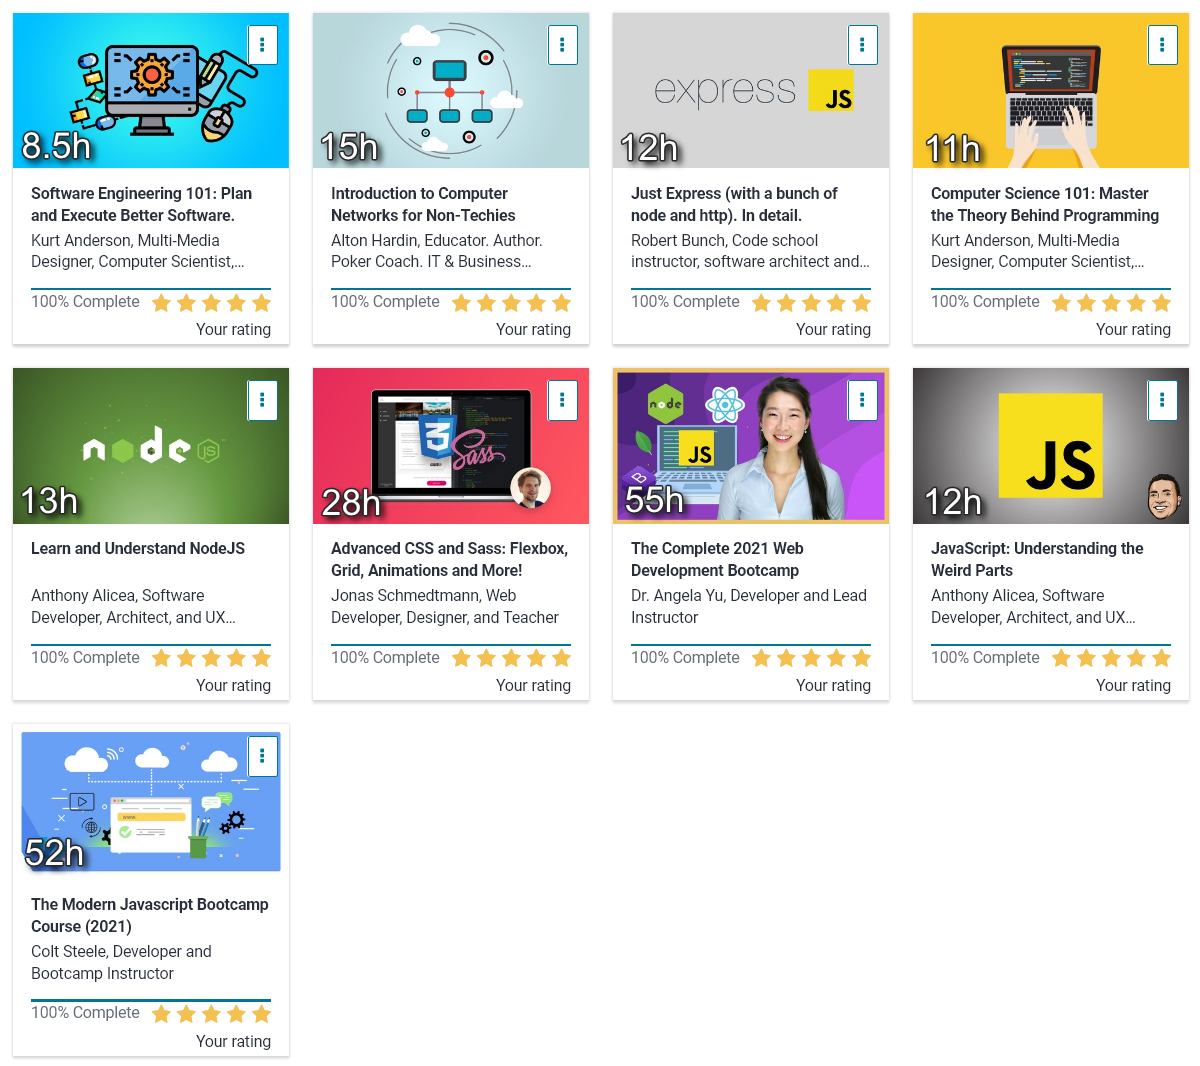 8.5h
Software Engineering 101: Plan
and Execute Better Software.
Kurt Anderson, Multi-Media
Designer, Computer Scientist,...
100% Complete
Your rating
15h
Introduction to Computer
Networks for Non-Techies
Alton Hardin, Educator. Author.
Poker Coach. IT & Business...
100% Complete
Your rating
express JS
12h
Just Express (with a bunch of
node and http). In detail.
Robert Bunch, Code school
instructor, software architect and...
100% Complete
Your rating
11h
Computer Science 101: Master
the Theory Behind Programming
Kurt Anderson, Multi-Media
Designer, Computer Scientist,...
100% Complete
Your rating
node JS
13h
Learn and Understand NodeJS
Anthony Alicea, Software
Developer, Architect, and UX...
100% Complete
Your rating
3 Sass
28h
Advanced CSS and Sass: Flexbox,
Grid, Animations and More!
Jonas Schmedtmann, Web
Developer, Designer, and Teacher
100% Complete
Your rating
node
JS
B
55h
The Complete 2021 Web
Development Bootcamp
Dr. Angela Yu, Developer and Lead
Instructor
100% Complete
Your rating
JS
12h
JavaScript: Understanding the
Weird Parts
Anthony Alicea, Software
Developer, Architect, and UX...
100% Complete
Your rating
www
52h
The Modern Javascript Bootcamp
Course (2021)
Colt Steele, Developer and
Bootcamp Instructor
100% Complete
Your rating